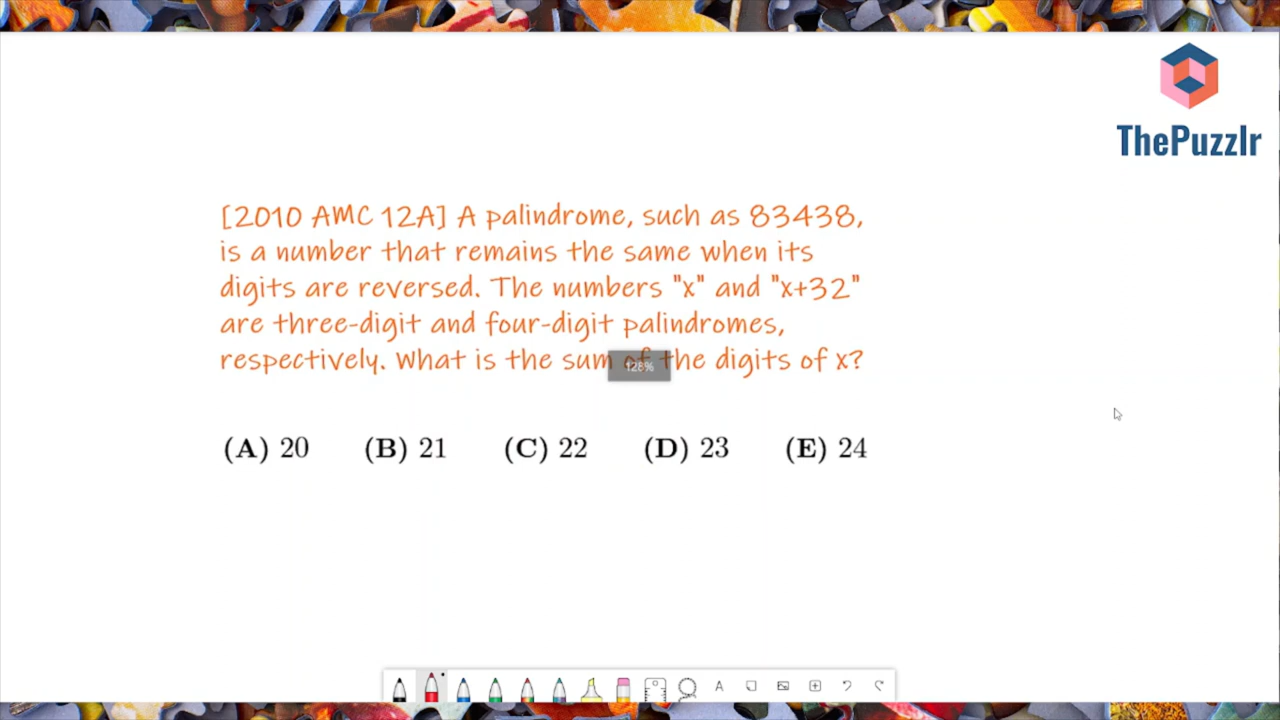 ThePuzzlr
[2010 AMC 12A] A palindrome, such as 83438,
is a number that remains the same when its
digits are reversed. The numbers "x" and "x+32"
are three-digit and four-digit palindromes,
respectively. What is the sum of the digits of x?
128%
(A) 20 (B) 21 (C) 22 (D) 23 (E) 24
A